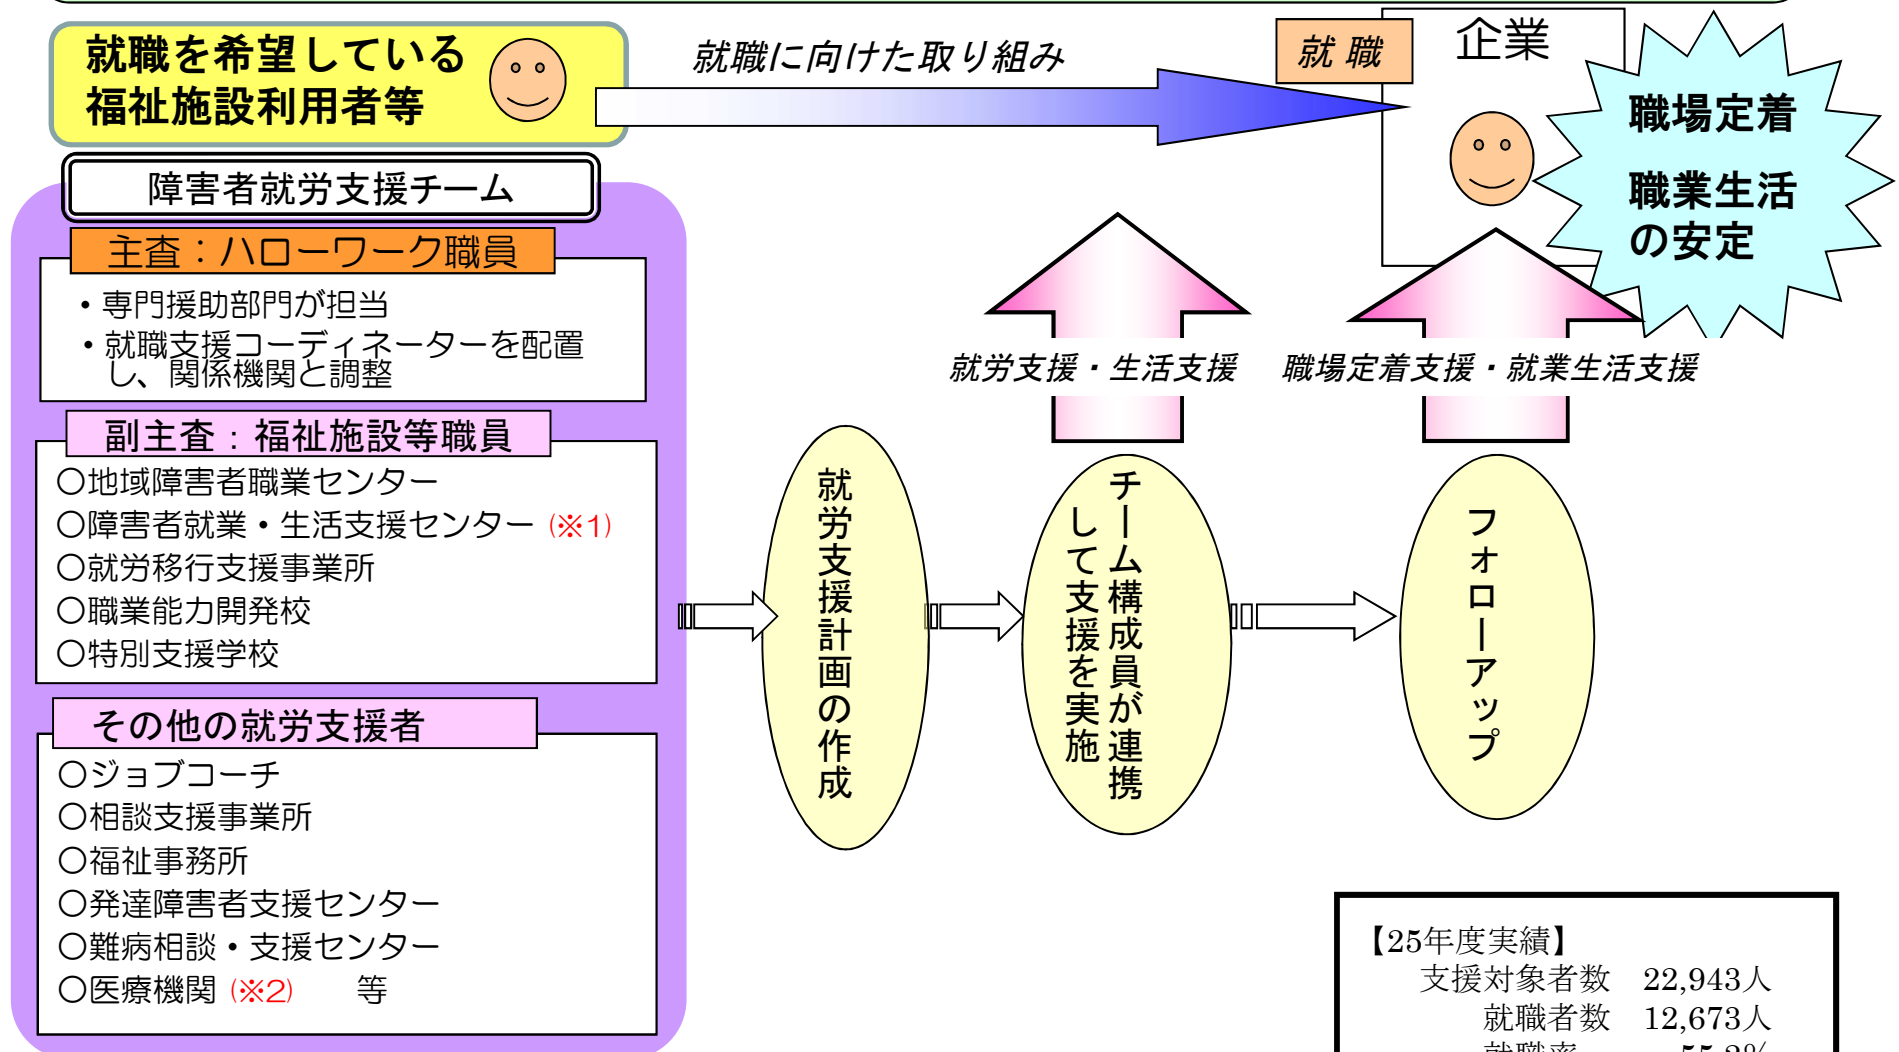 就職を希望している
福祉施設利用者等
就職に向けた取り組み
就 職
企業
職場定着
職業生活
の安定
障害者就労支援チーム
主査：ハローワーク職員
・専門援助部門が担当
・就職支援コーディネーターを配置
し、関係機関と調整
副主査：福祉施設等職員
○地域障害者職業センター
○障害者就業・生活支援センター (※1)
○就労移行支援事業所
○職業能力開発校
○特別支援学校
その他の就労支援者
○ジョブコーチ
○相談支援事業所
○福祉事務所
○発達障害者支援センター
○難病相談・支援センター
○医療機関 (※2) 等
就労支援計画の作成
チーム構成員が連携
して支援を実施
フォローアップ
就労支援・生活支援
職場定着支援・就業生活支援
【25年度実績】
支援対象者数 22,943人
就職者数 12,673人
就職率 55.2%